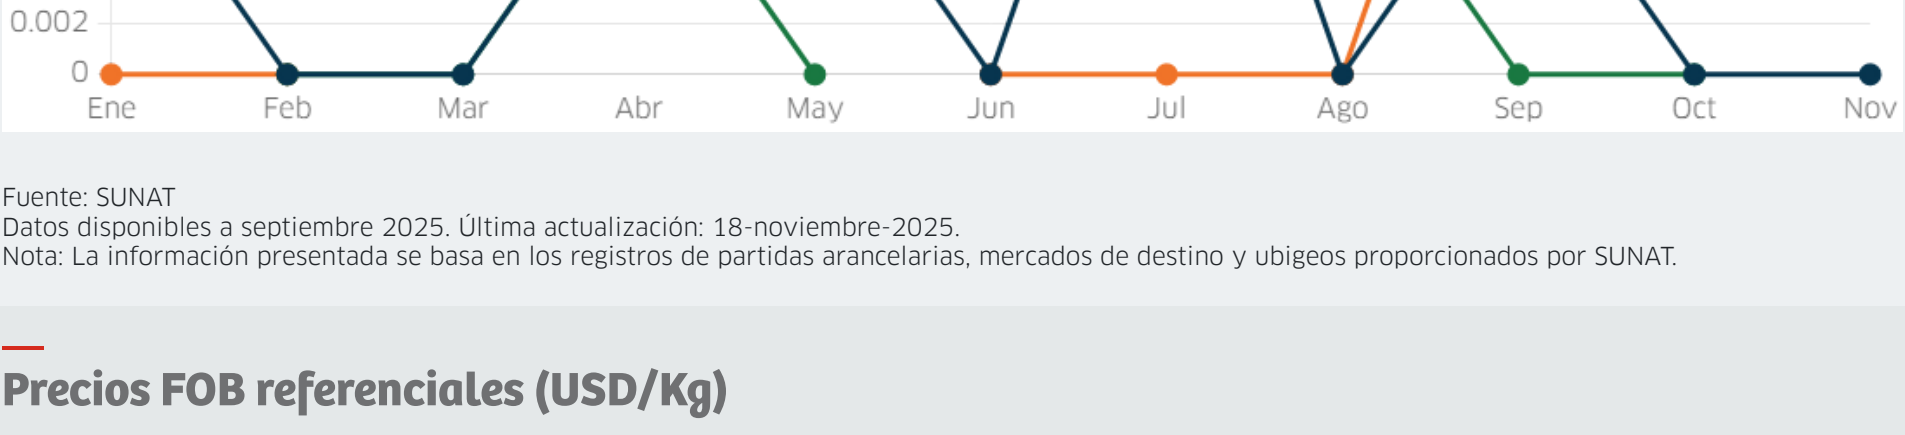 0.002
0
Ene Feb Mar Abr May Jun Jul Ago Sep Oct Nov
Fuente: SUNAT
Datos disponibles a septiembre 2025. Última actualización: 18-noviembre-2025.
Nota: La información presentada se basa en los registros de partidas arancelarias, mercados de destino y ubigeos proporcionados por SUNAT.
Precios FOB referenciales (USD/Kg)